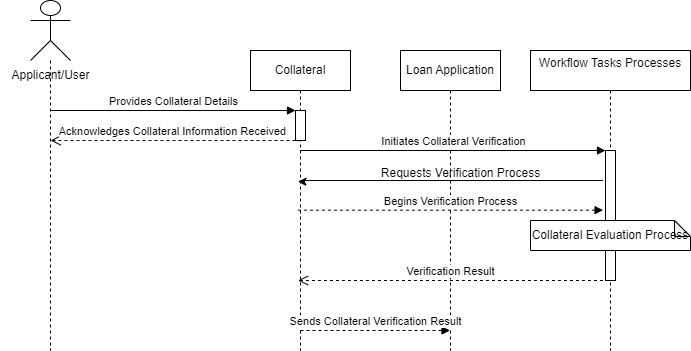 Applicant/User
Collateral
Loan Application
Workflow Tasks Processes
Provides Collateral Details
Acknowledges Collateral Information Received
Initiates Collateral Verification
Requests Verification Process
Begins Verification Process
Collateral Evaluation Process
Verification Result
Sends Collateral Verification Result